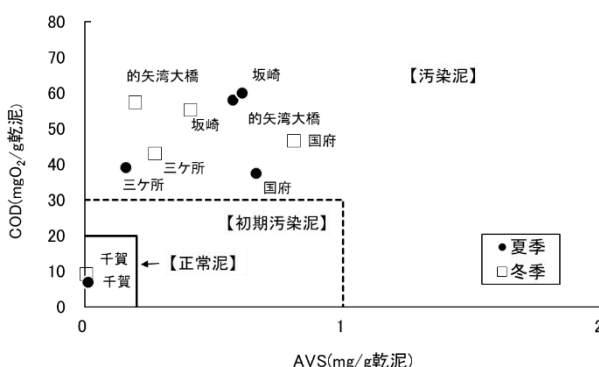 80
70
60
50
40
30
20
10
0
COD(mgO₂/g乾泥)
的矢湾大橋
坂崎
【汚染泥】
坂崎
的矢湾大橋
国府
三ケ所
三ケ所
国府
【初期汚染泥】
千賀
【正常泥】
千賀
夏季
冬季
0
1
2
AVS(mg/g乾泥)